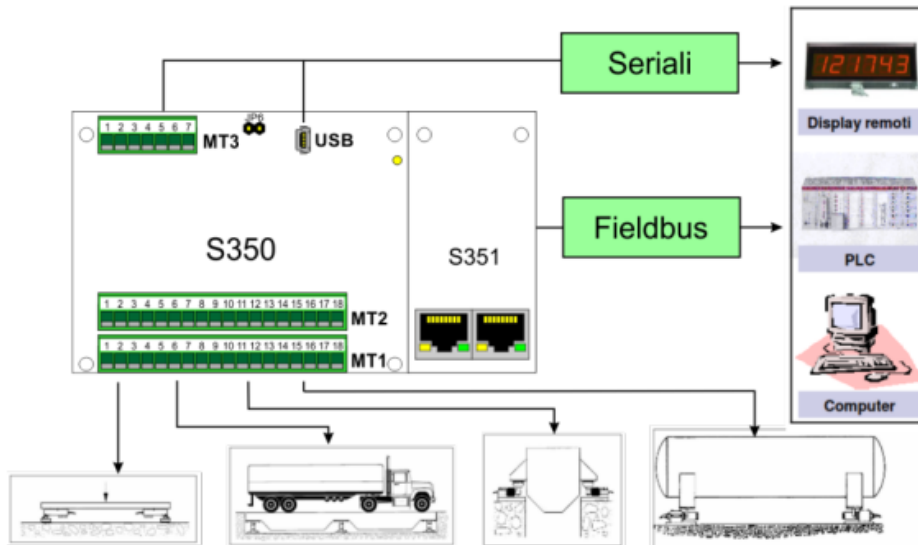 Seriali
121743
Display remoti
JP6
1 2 3 4 5 6 7
MT3
USB
S350
S351
Fieldbus
PLC
1 2 3 4 5 6 7 8 9 10 11 12 13 14 15 16 17 18
MT2
1 2 3 4 5 6 7 8 9 10 11 12 13 14 15 16 17 18
MT1
Computer